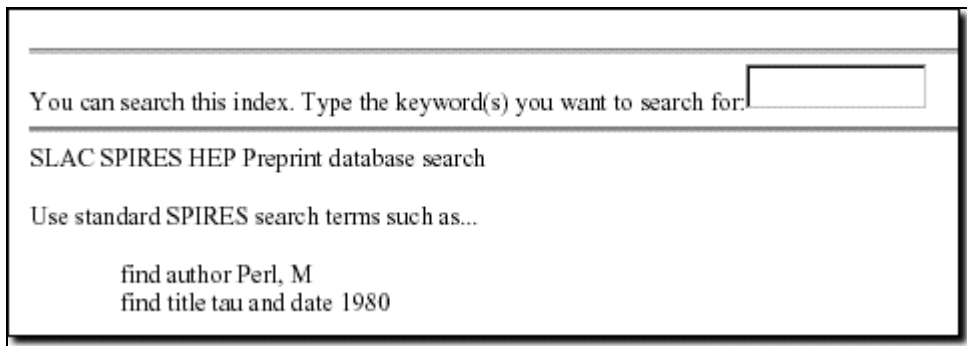 You can search this index. Type the keyword(s) you want to search for:
SLAC SPIRES HEP Preprint database search
Use standard SPIRES search terms such as...
find author Perl, M
find title tau and date 1980